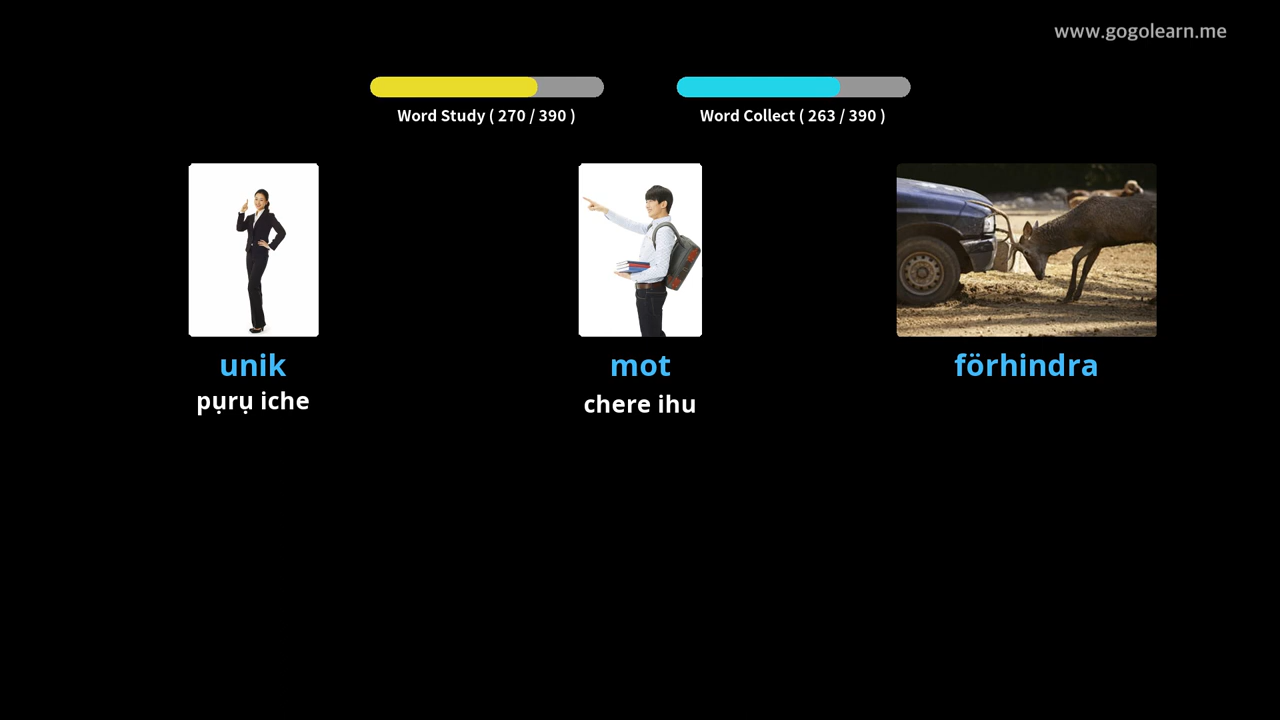 www.gogolearn.me
Word Study ( 270 / 390 )
Word Collect ( 263 / 390 )
unik
mot
förhindra
pụrụ iche
chere ihu